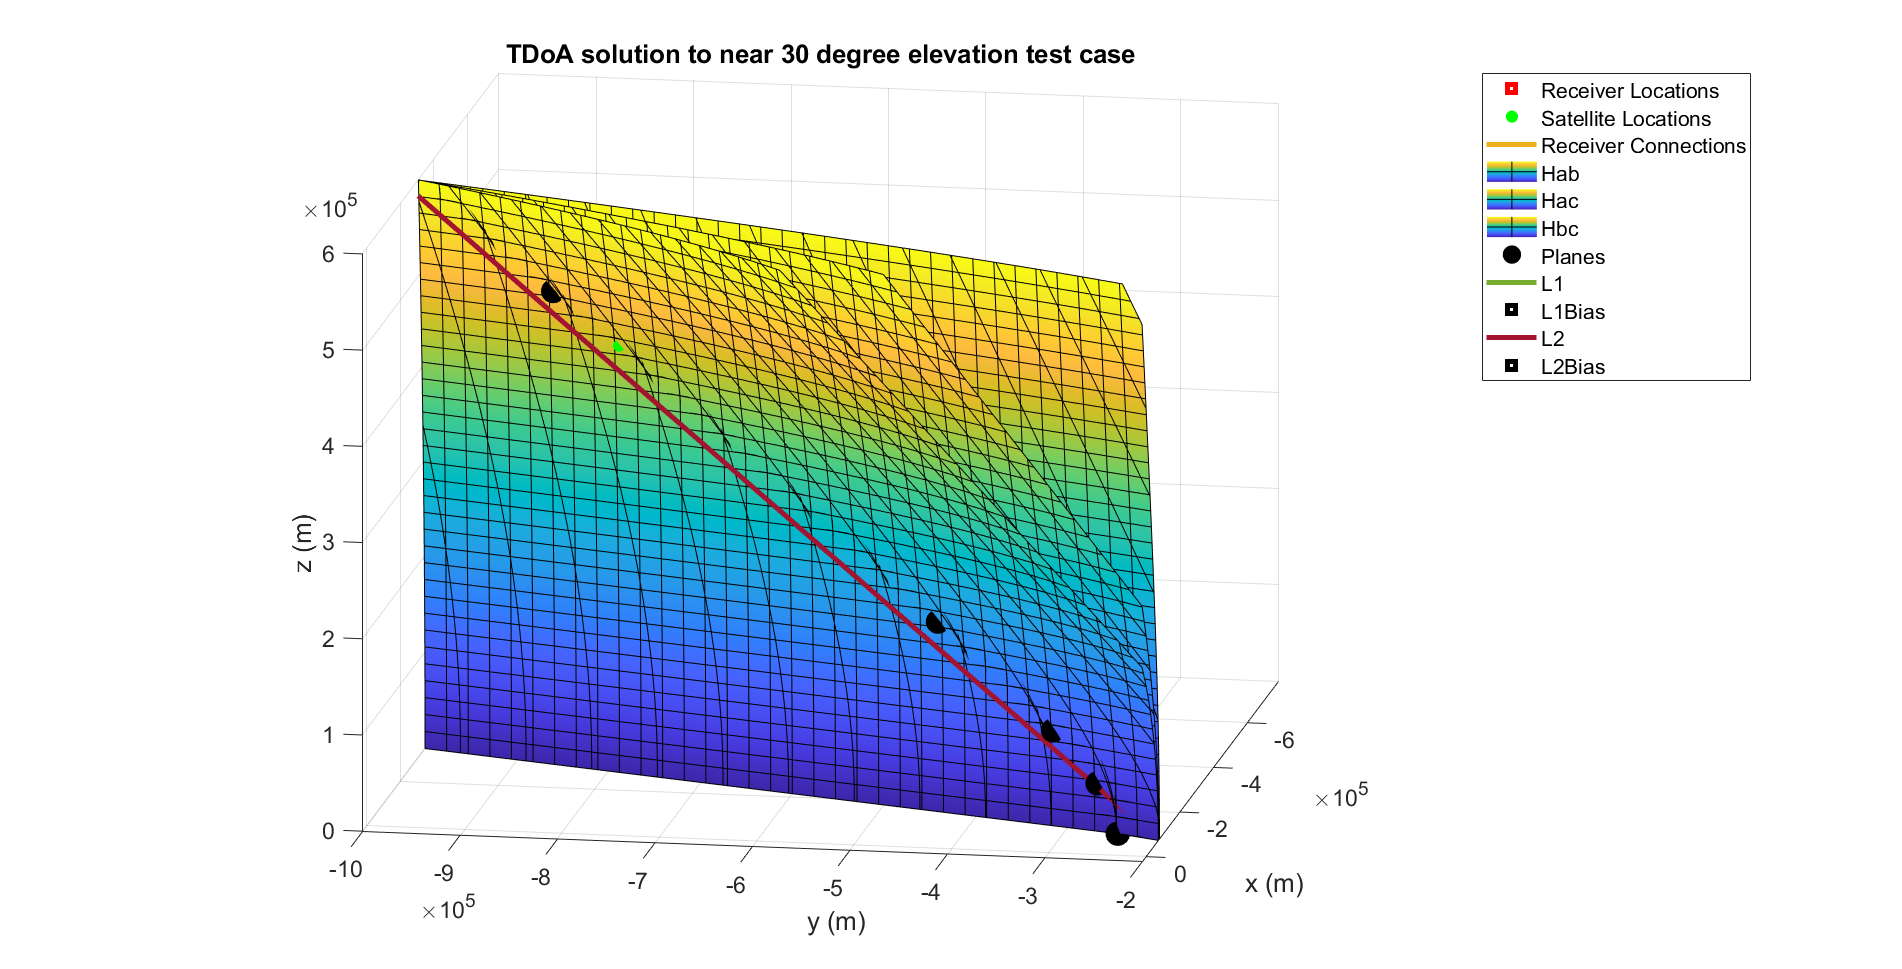 TDoA solution to near 30 degree elevation test case
×10^5
6
5
4
3
2
1
0
z (m)
-10
-9
-8
-7
-6
-5
-4
-3
-2
×10^5
y (m)
-6
-4
-2
0
×10^5
x (m)
Receiver Locations
Satellite Locations
Receiver Connections
Hab
Hac
Hbc
Planes
L1
L1Bias
L2
L2Bias